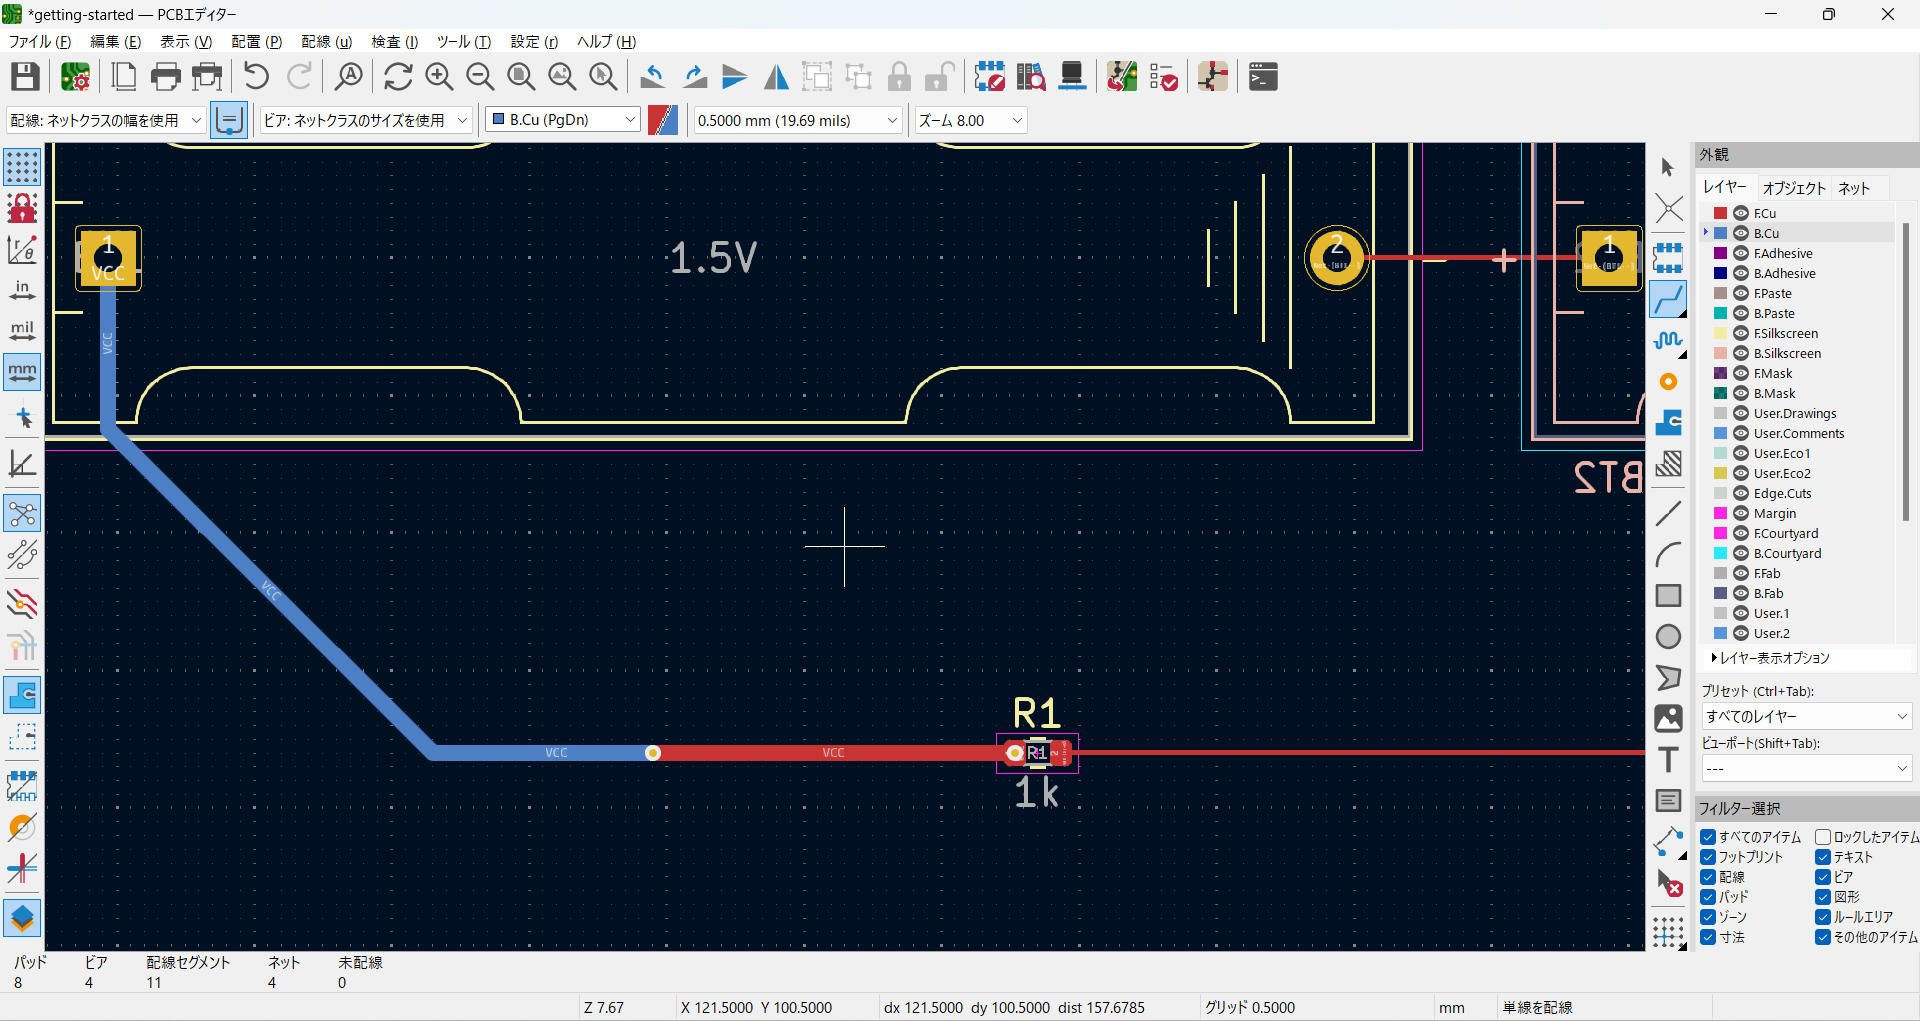 *getting-started — PCBエディター
ファイル (F) 編集 (E) 表示 (V) 配置 (P) 配線 (u) 検査 (I) ツール (T) 設定 (r) ヘルプ (H)
配線: ネットクラスの幅を使用 ビア: ネットクラスのサイズを使用 B.Cu (PgDn) 0.5000 mm (19.69 mils) ズーム 8.00
外観
レイヤー オブジェクト ネット
F.Cu
B.Cu
F.Adhesive
B.Adhesive
F.Paste
B.Paste
F.Silkscreen
B.Silkscreen
F.Mask
B.Mask
User.Drawings
User.Comments
User.Eco1
User.Eco2
Edge.Cuts
Margin
F.Courtyard
B.Courtyard
F.Fab
B.Fab
User.1
User.2
レイヤー表示オプション
プリセット (Ctrl+Tab):
すべてのレイヤー
ビューポート(Shift+Tab):
---
フィルター選択
すべてのアイテム ロックしたアイテム
フットプリント テキスト
配線 ビア
パッド 図形
ゾーン ルールエリア
寸法 その他のアイテム
in
mil
mm
1
VCC
1.5V
2
+
1
VCC
BT2
VCC
R1
VCC
VCC
R1
2
1k
パッド ビア 配線セグメント ネット 未配線
8 4 11 4 0
Z 7.67 X 121.5000 Y 100.5000 dx 121.5000 dy 100.5000 dist 157.6785 グリッド 0.5000 mm 単線を配線